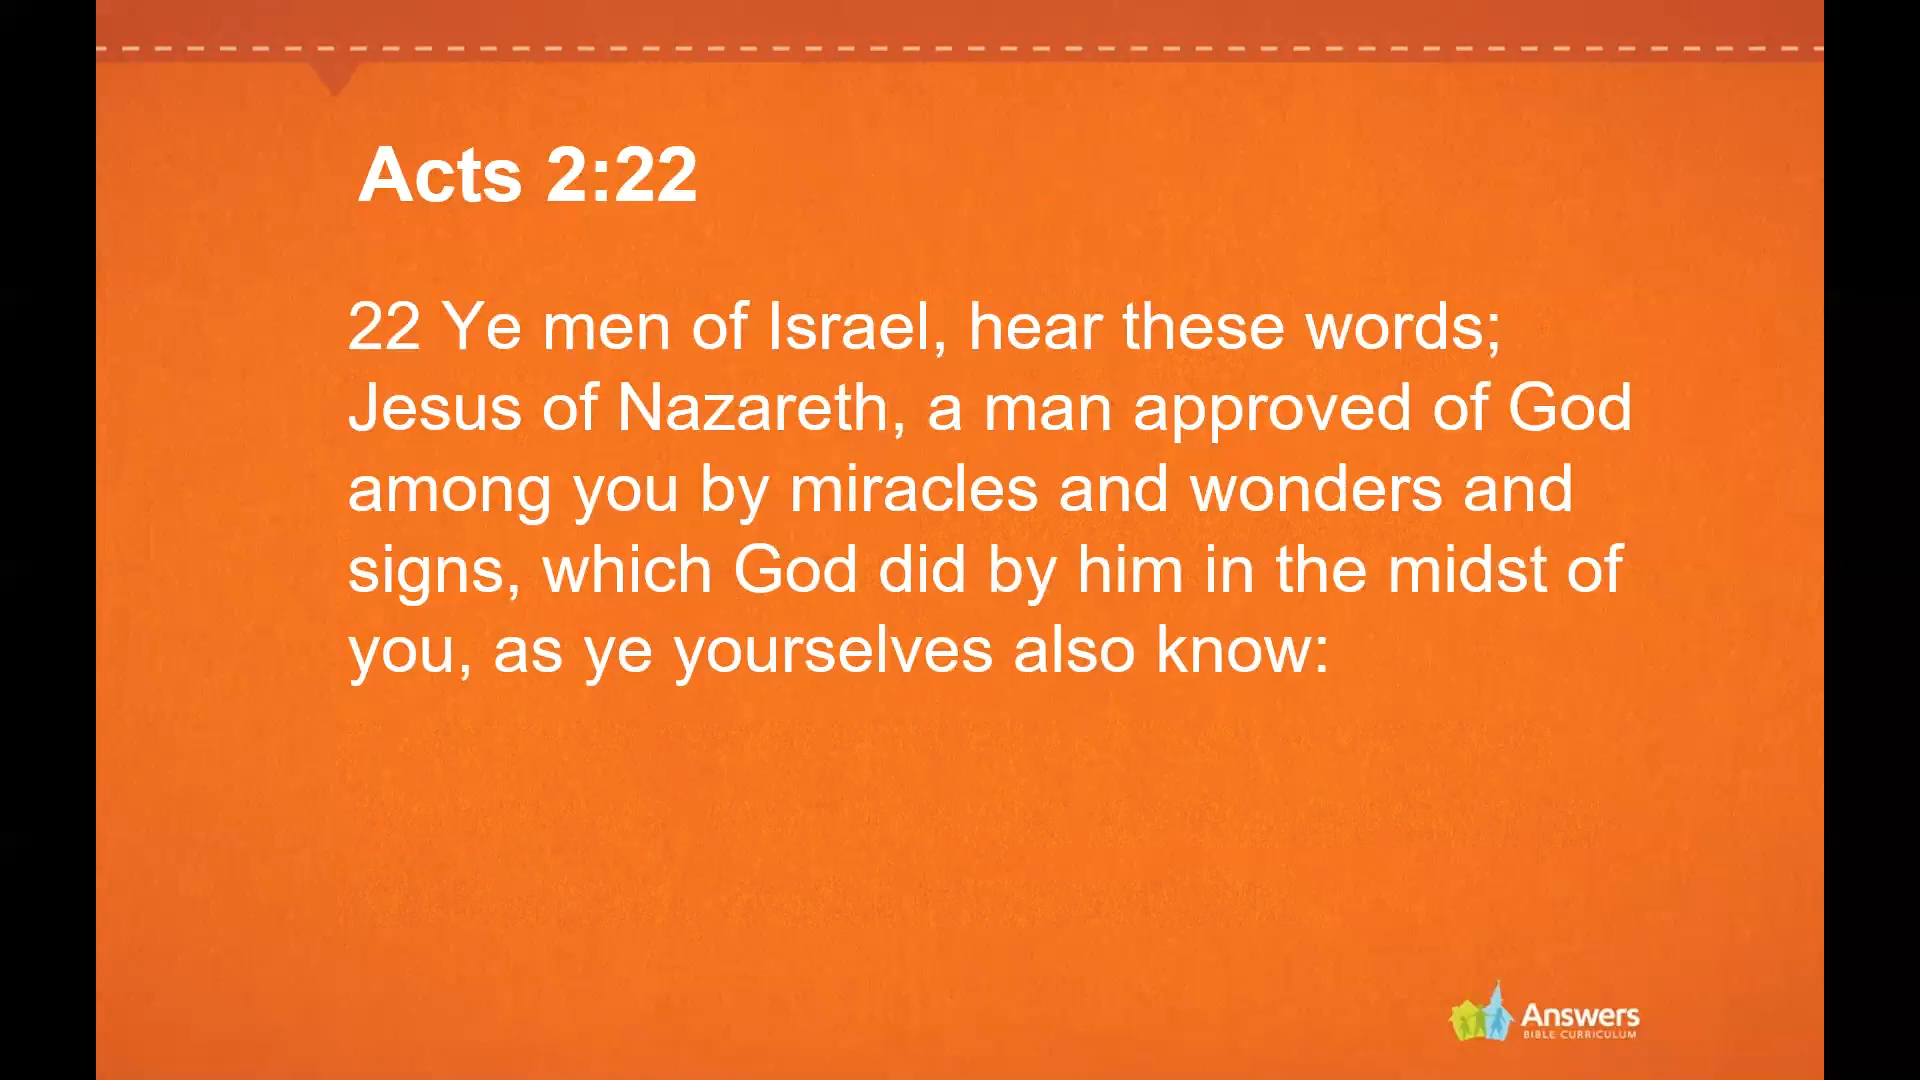 Acts 2:22
22 Ye men of Israel, hear these words;
Jesus of Nazareth, a man approved of God
among you by miracles and wonders and
signs, which God did by him in the midst of
you, as ye yourselves also know:
Answers
BIBLE CURRICULUM